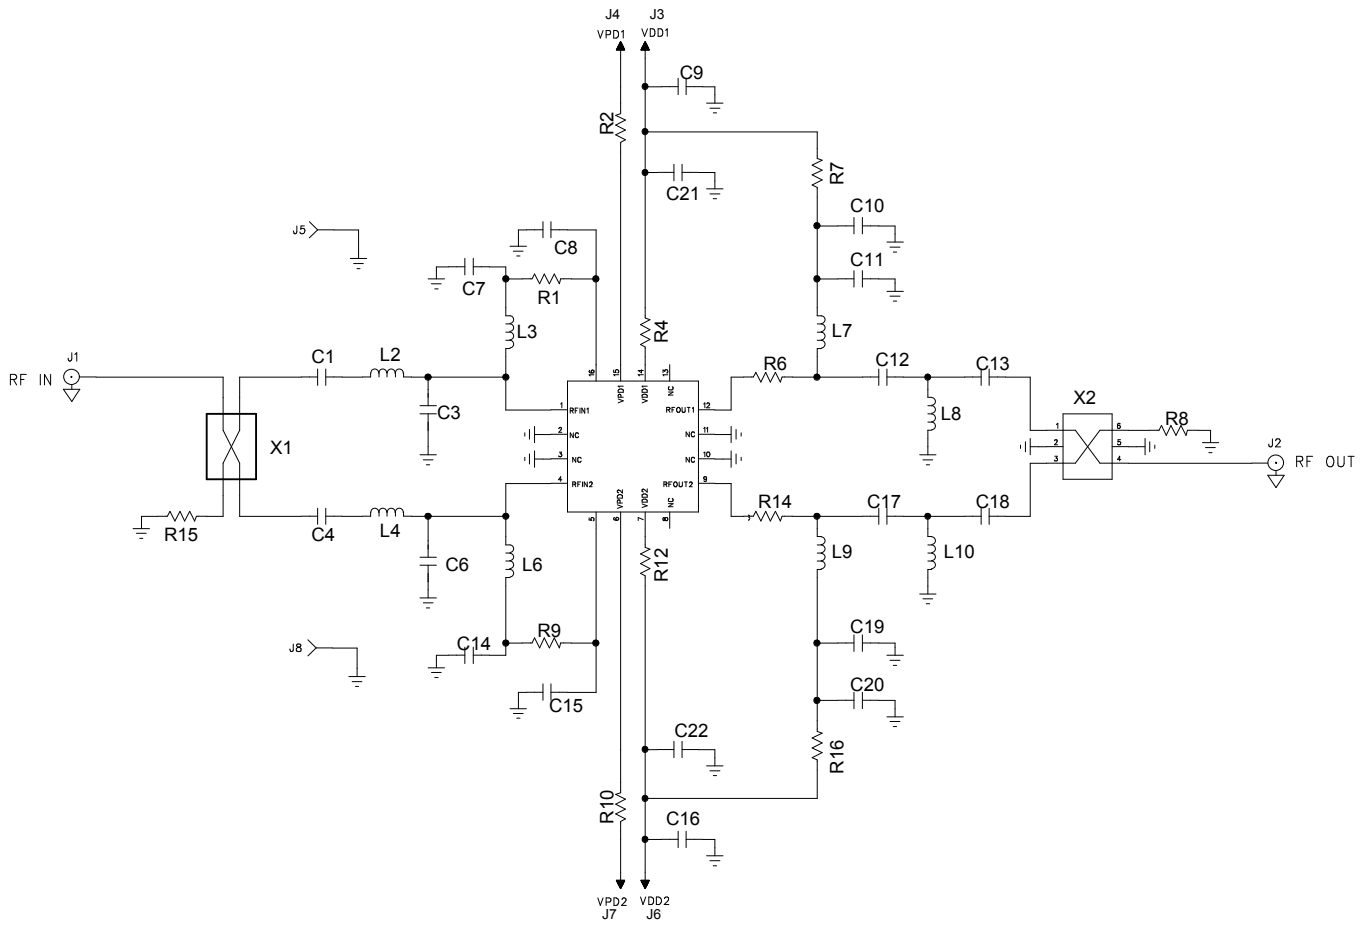 J4 J3
VPD1 VDD1
C9
R2
R7
C21
C10
J5
C8
C11
C7
R1
L3
R4
L7
J1
C1 L2
R6 C12 C13
RF IN
16 15 14 13
VPD1 VDD1 NC
X2
C3
1 RFIN1 RFOUT1 12
L8
R8
2 NC NC 11
1 6
J2
X1
2 5
3 NC NC 10
3 4
RF OUT
4 RFIN2 RFOUT2 9
VPD2 VDD2 NC
5 6 7 8
R14 C17 C18
R15 C4 L4
C6 L6
R12
L9 L10
R9
C19
J8
C14
C20
C15
C22
R16
R10
C16
VPD2 VDD2
J7 J6